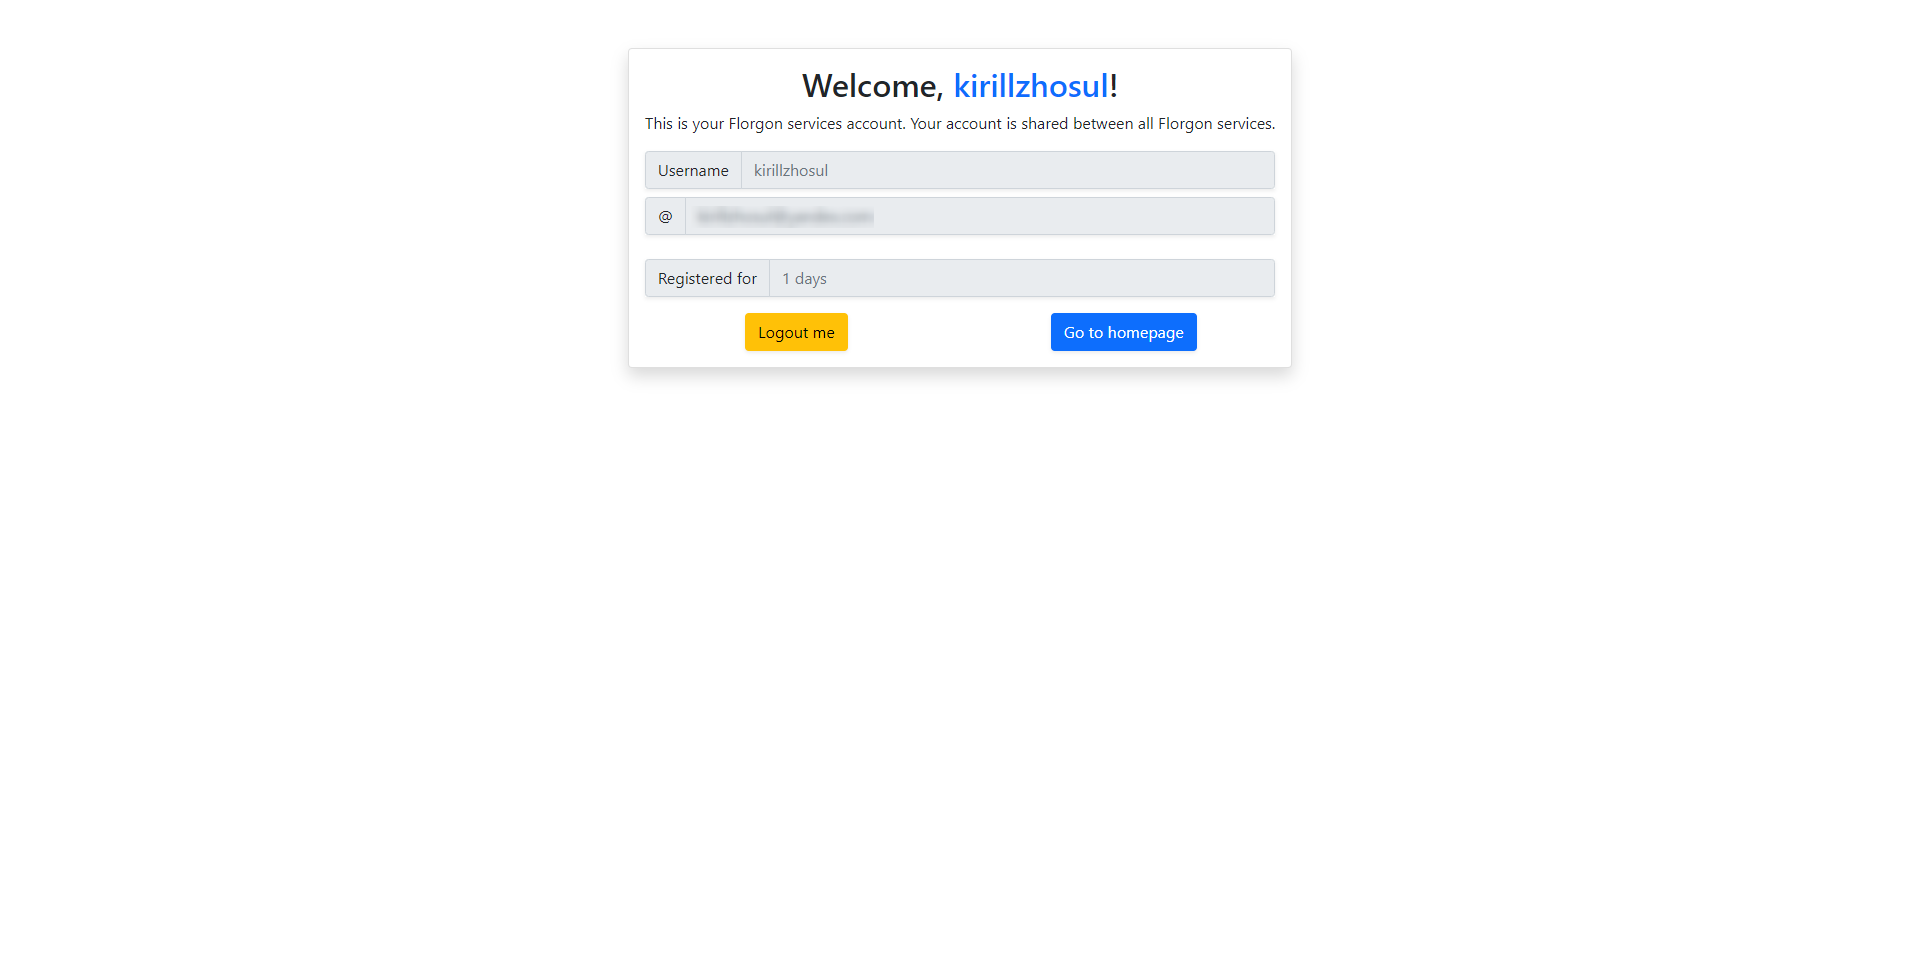 Welcome, kirillzhosul!
This is your Florgon services account. Your account is shared between all Florgon services.
Username kirillzhosul
@
Registered for 1 days
Logout me Go to homepage